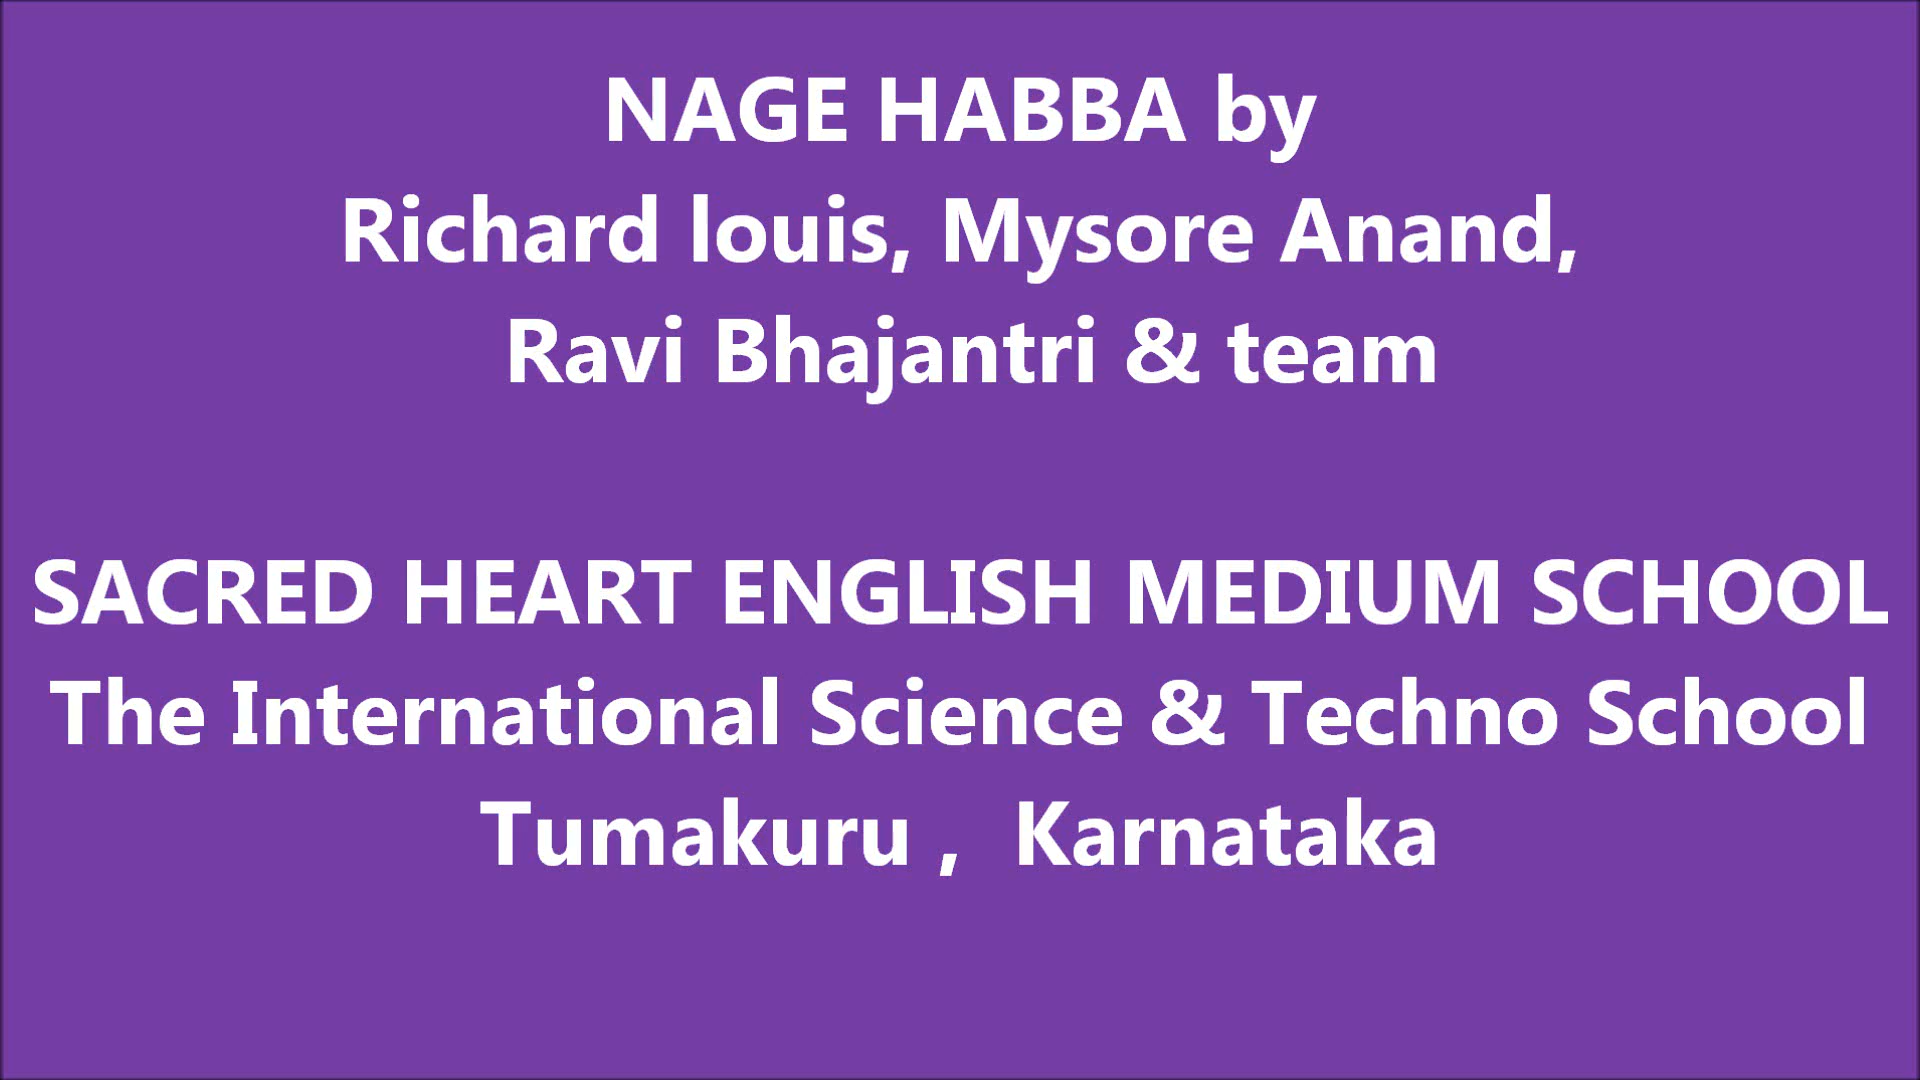 NAGE HABBA by
Richard louis, Mysore Anand,
Ravi Bhajantri & team
SACRED HEART ENGLISH MEDIUM SCHOOL
The International Science & Techno School
Tumakuru ,  Karnataka